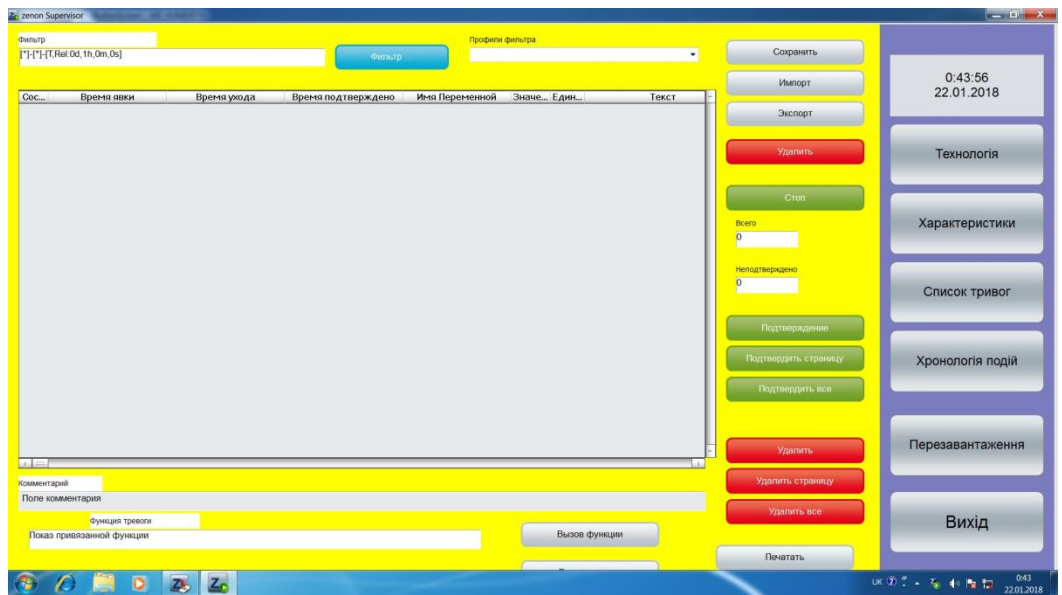 zenon Supervisor
Фильтр
[*]-[*]-[T,Rel:0d,1h,0m,0s]
Фильтр ...
Профили фильтра
Сос... Время явки Время ухода Время подтверждено Имя Переменной Значе... Един... Текст
Сохранить
Импорт
Экспорт
Удалить
Стоп
Всего
0
Неподтверждено
0
Подтверждение
Подтвердить страницу
Подтвердить все
Удалить
Удалить страницу
Удалить все
Печатать
Комментарий
Поле комментария
Функция тревоги
Показ привязанной функции
Вызов функции
0:43:56
22.01.2018
Технологія
Характеристики
Список тривог
Хронологія подій
Перезавантаження
Вихід
UK
0:43
22.01.2018